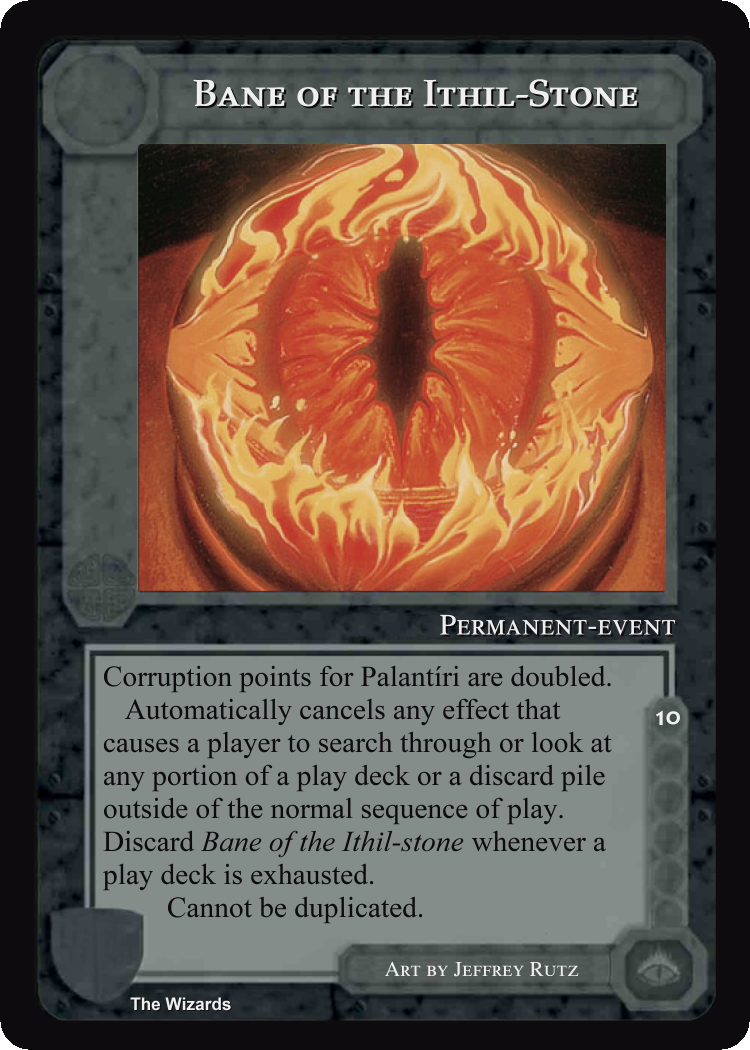 Bane of the Ithil-Stone
Permanent-event
Corruption points for Palantíri are doubled.
Automatically cancels any effect that
causes a player to search through or look at
any portion of a play deck or a discard pile
outside of the normal sequence of play.
Discard Bane of the Ithil-stone whenever a
play deck is exhausted.
Cannot be duplicated.
10
Art by Jeffrey Rutz
The Wizards